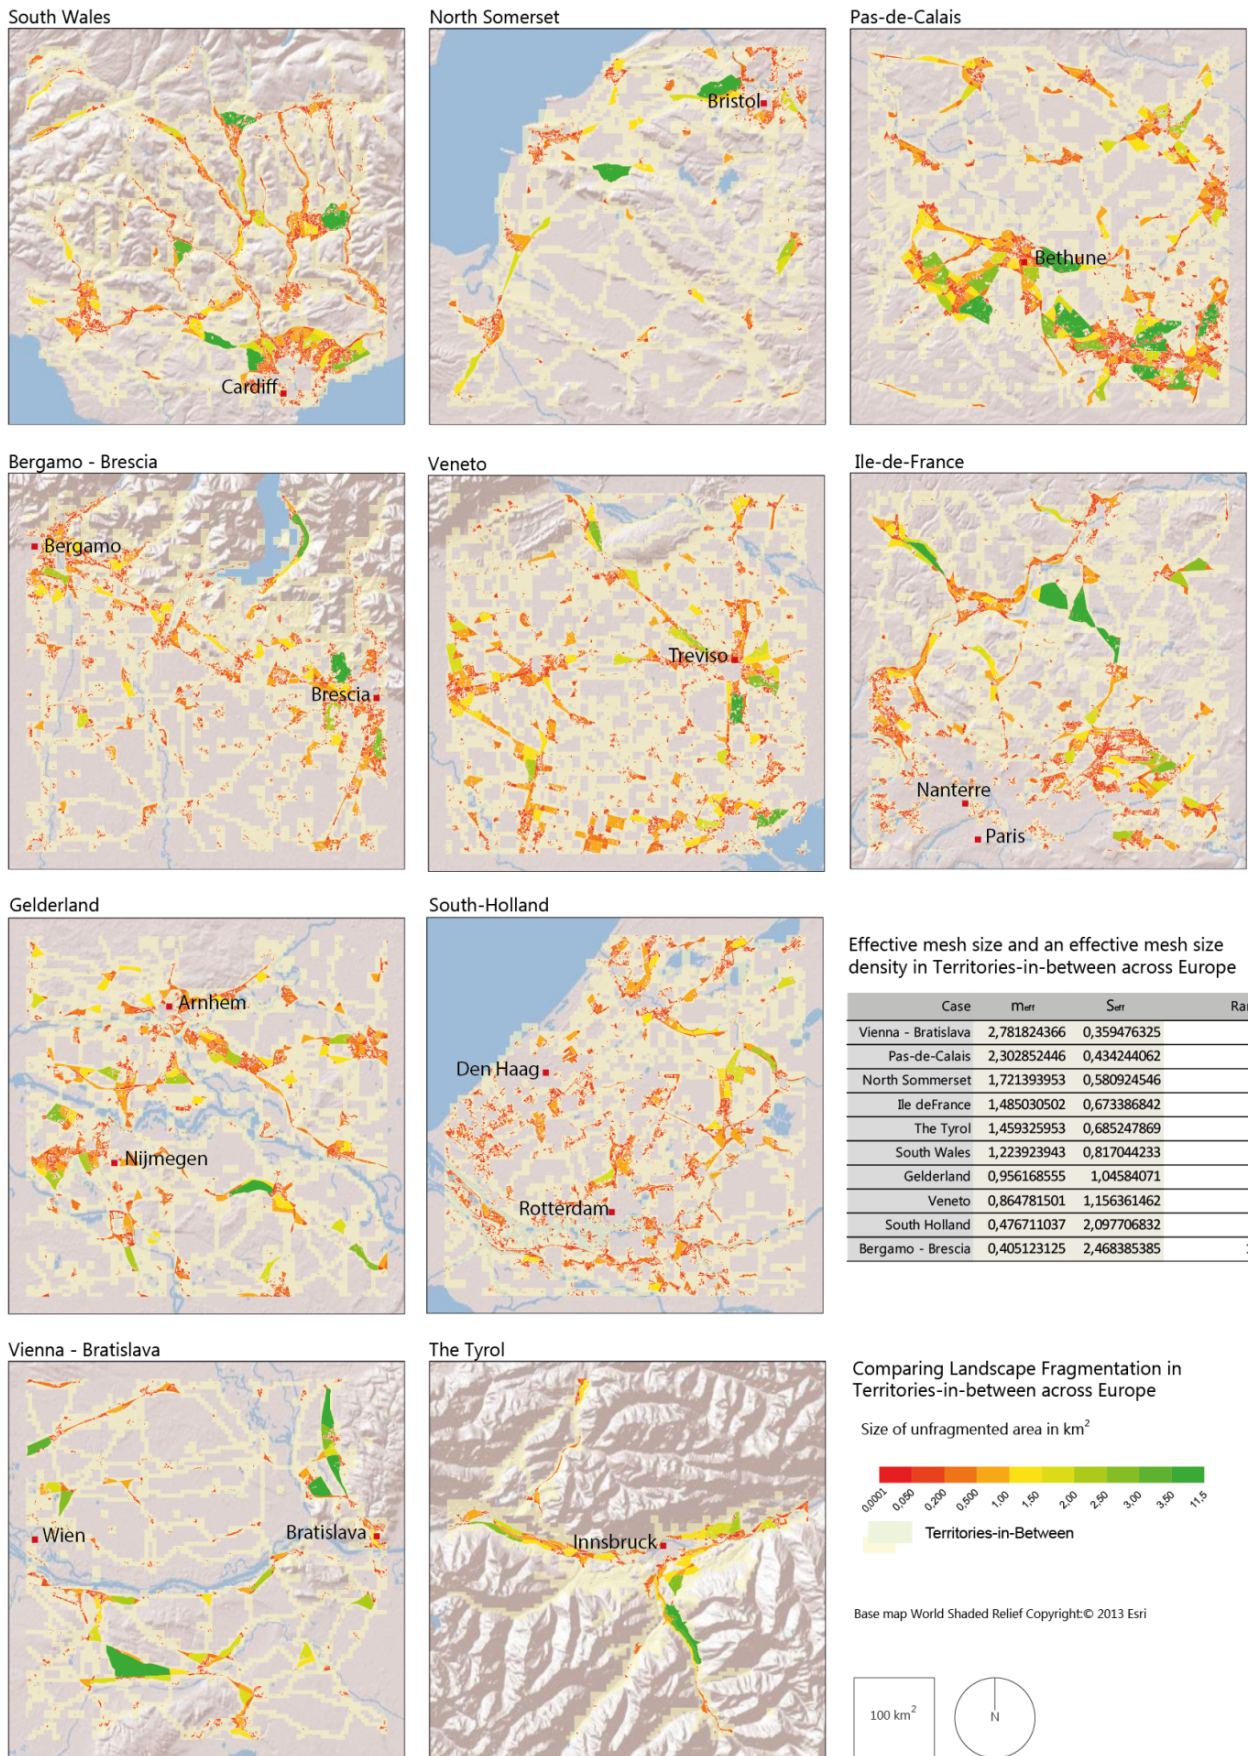 South Wales
North Somerset
Pas-de-Calais
Bristol
Bethune
Cardiff
Bergamo - Brescia
Veneto
Ile-de-France
Bergamo
Treviso
Brescia
Nanterre
Paris
Gelderland
South-Holland
Arnhem
Den Haag
Nijmegen
Rotterdam
Effective mesh size and an effective mesh size
density in Territories-in-between across Europe
Case meff Seff
Vienna - Bratislava 2,781824366 0,359476325
Pas-de-Calais 2,302852446 0,434244062
North Sommerset 1,721393953 0,580924546
Ile deFrance 1,485030502 0,673386842
The Tyrol 1,459325953 0,685247869
South Wales 1,223923943 0,817044233
Gelderland 0,956168555 1,04584071
Veneto 0,864781501 1,156361462
South Holland 0,476711037 2,097706832
Bergamo - Brescia 0,405123125 2,468385385
Vienna - Bratislava
The Tyrol
Wien
Bratislava
Innsbruck
Comparing Landscape Fragmentation in
Territories-in-between across Europe
Size of unfragmented area in km²
0,0001 0,050 0,200 0,500 1,00 1,50 2,00 2,50 3,00 3,50 11,5
Territories-in-Between
Base map World Shaded Relief Copyright:© 2013 Esri
100 km²
N